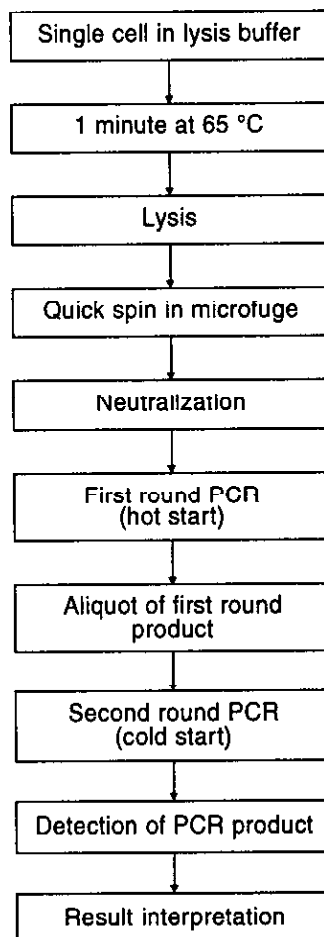 Single cell in lysis buffer
1 minute at 65 °C
Lysis
Quick spin in microfuge
Neutralization
First round PCR
(hot start)
Aliquot of first round
product
Second round PCR
(cold start)
Detection of PCR product
Result interpretation